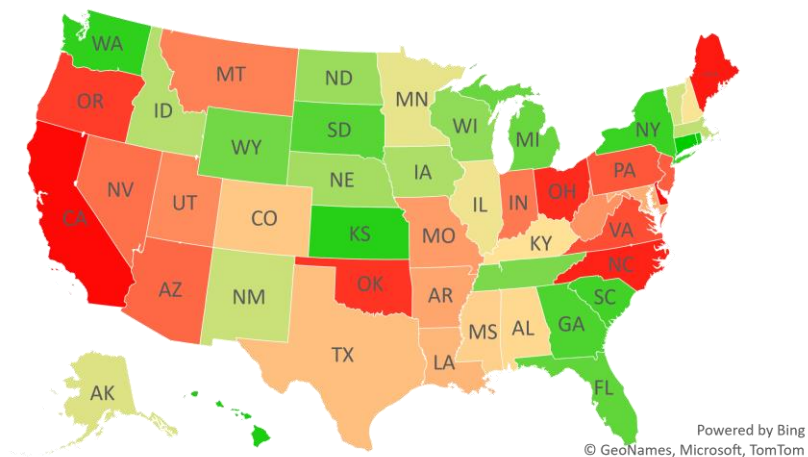 WA
MT
ND
MN
OR
ID
SD
WI
MI
NY
WY
IA
NE
PA
NV
UT
CO
IL
IN
OH
CA
KS
MO
KY
VA
AZ
NM
OK
AR
NC
SC
MS
AL
GA
TX
LA
FL
AK
Powered by Bing
© GeoNames, Microsoft, TomTom